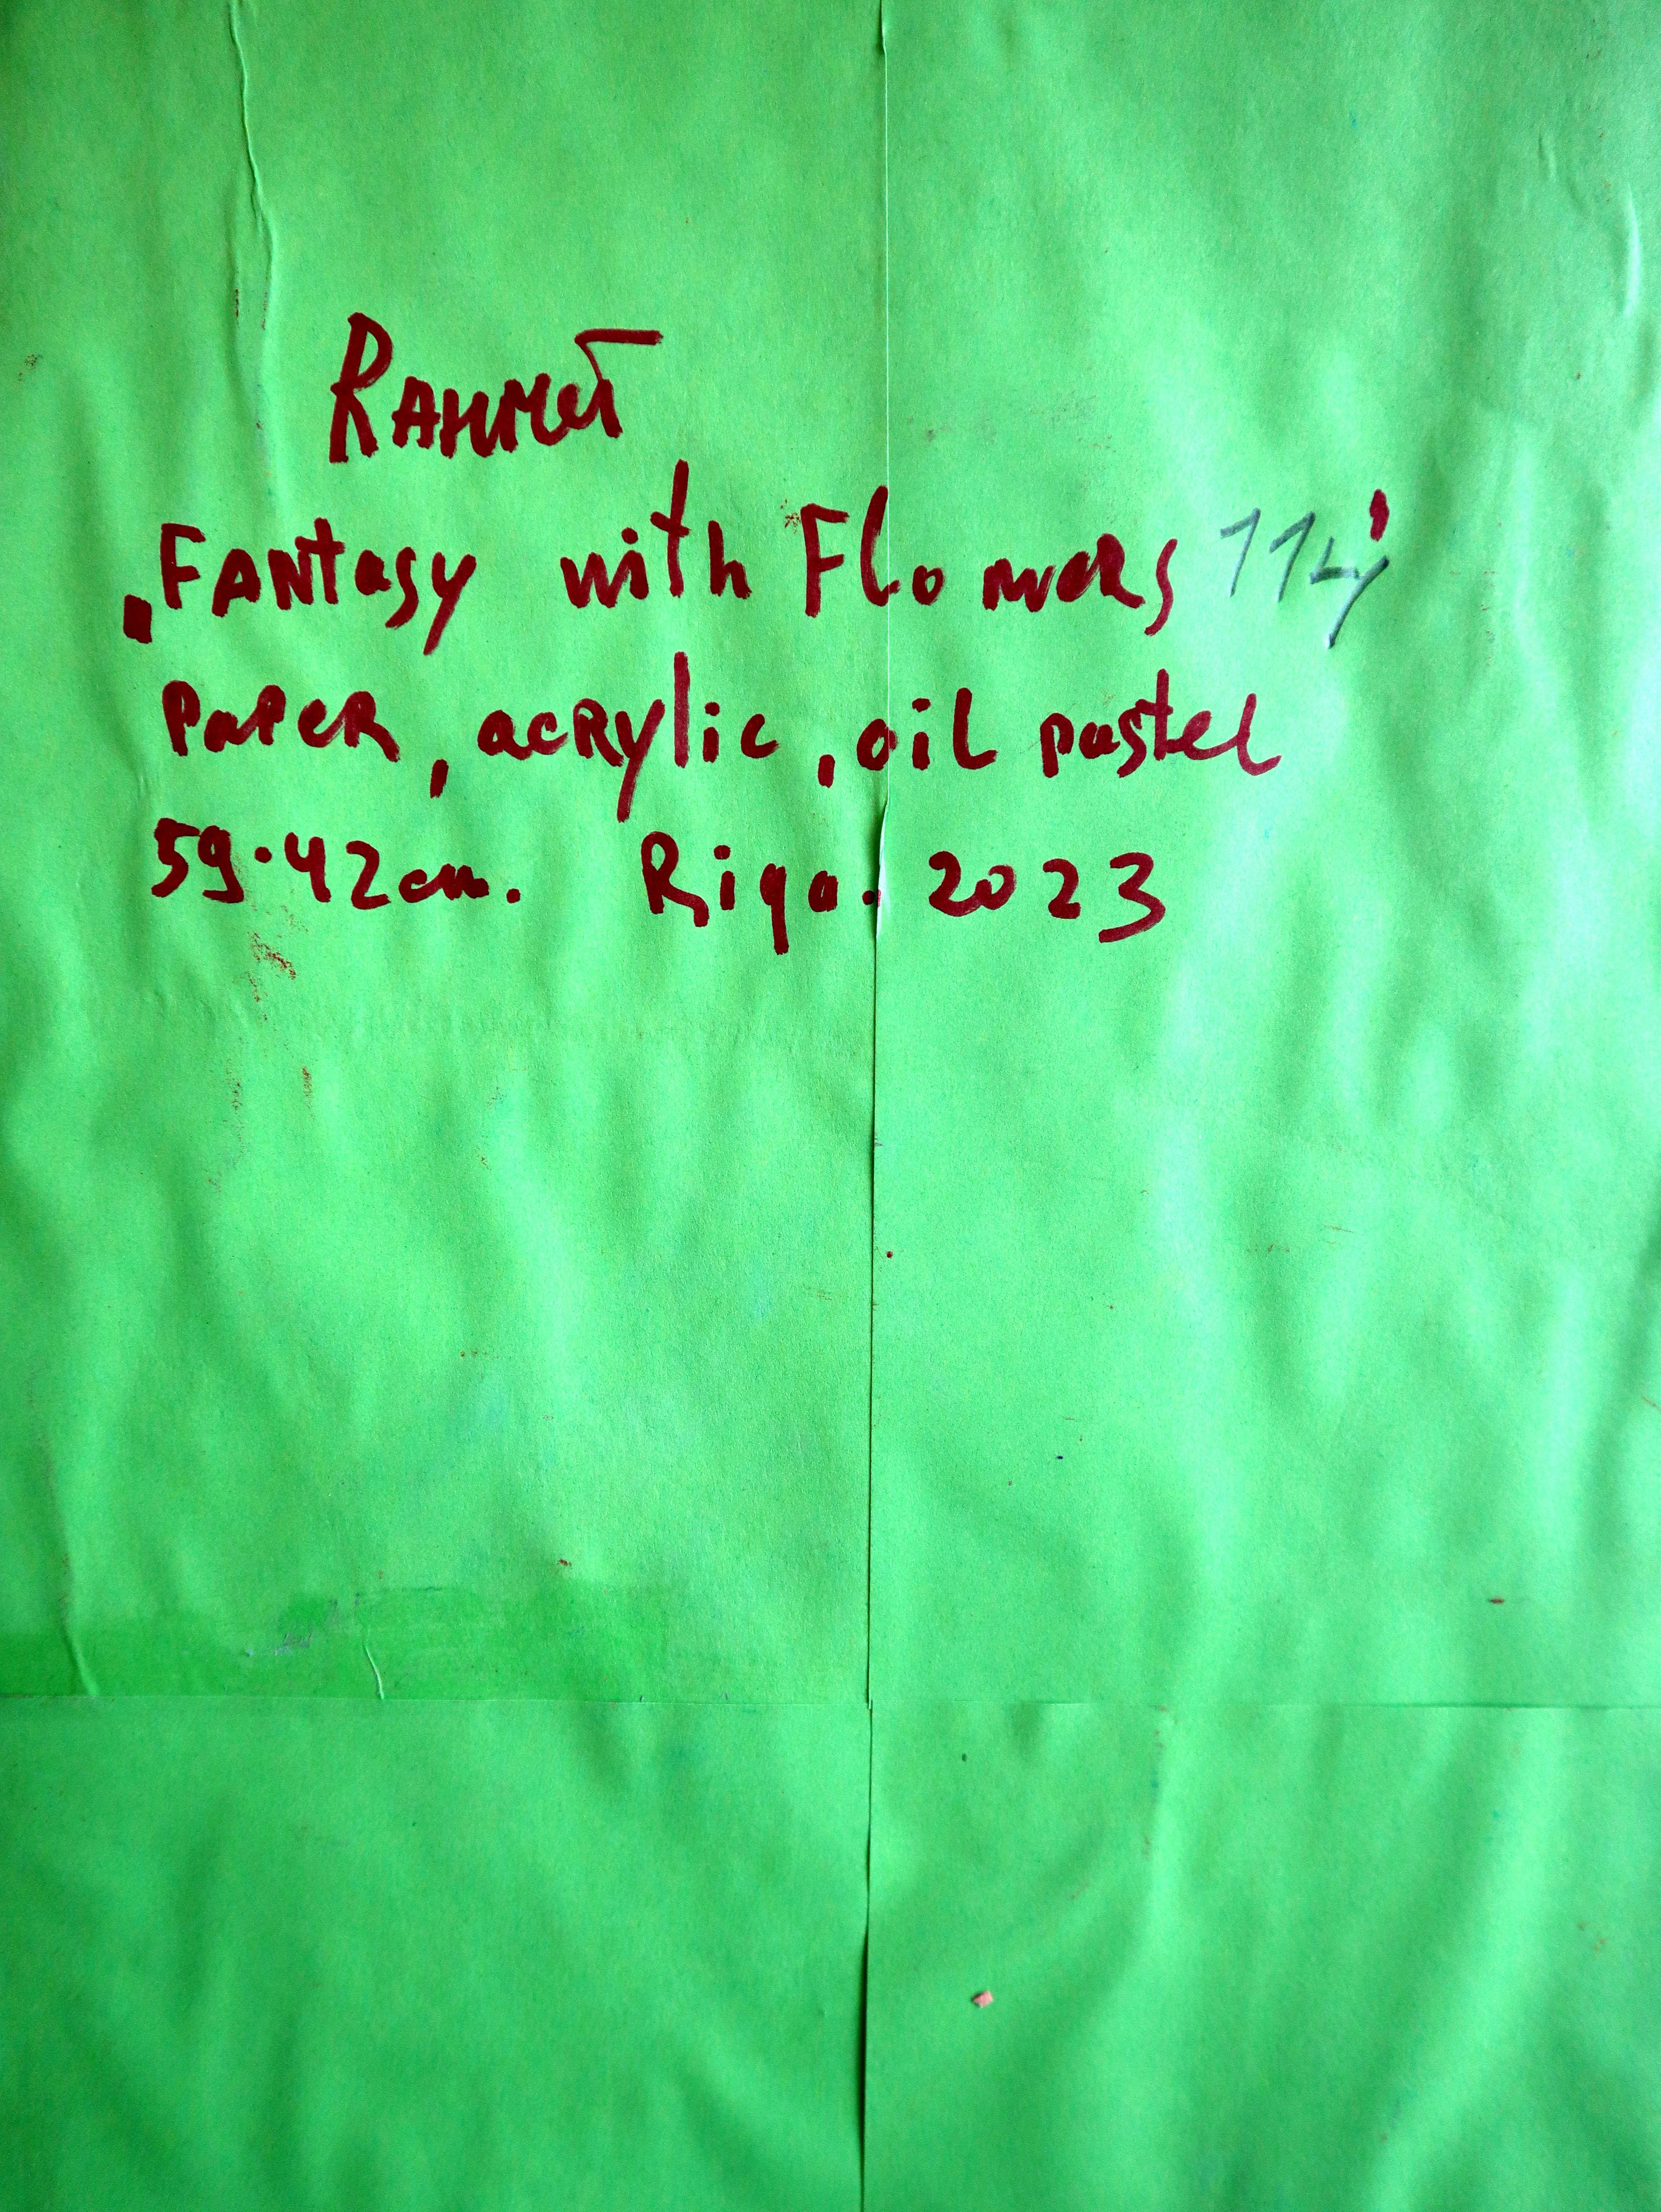 Rahmet
,Fantasy with Flowers 114'
paper, acrylic, oil pastel
59·42cm. Riga. 2023